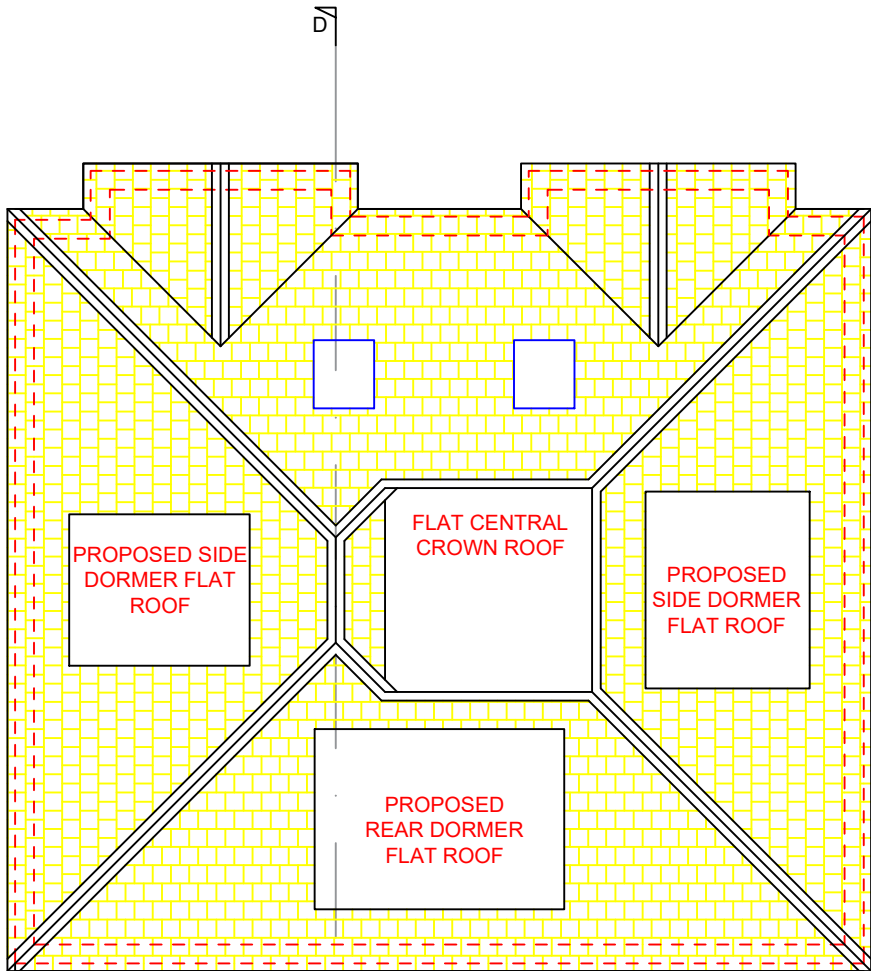 D
FLAT CENTRAL
CROWN ROOF
PROPOSED SIDE
DORMER FLAT
ROOF
PROPOSED
SIDE DORMER
FLAT ROOF
PROPOSED
REAR DORMER
FLAT ROOF